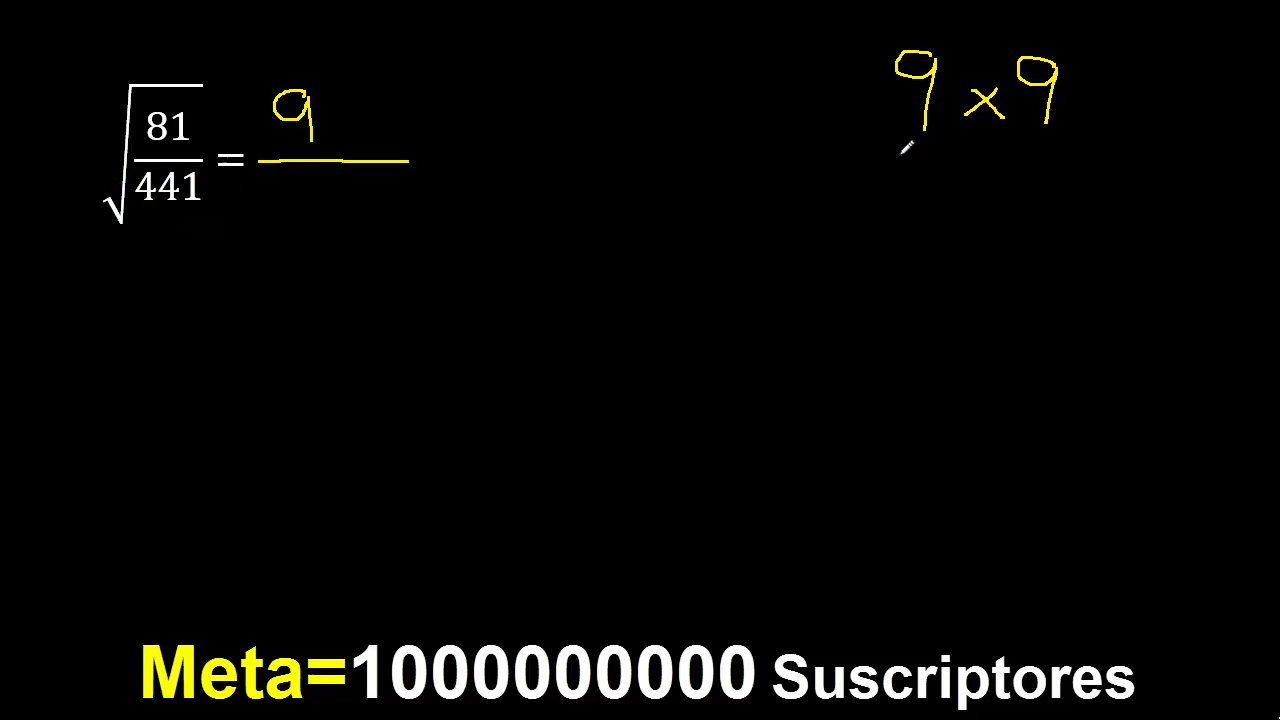 √(81/441) = 9/
9 x 9
Meta=1000000000 Suscriptores